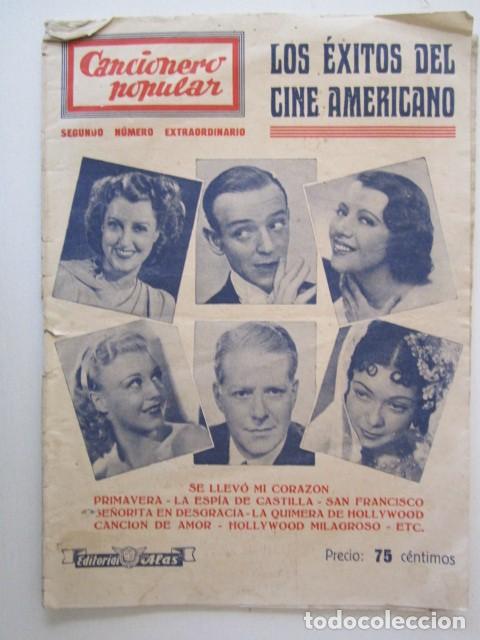 Cancionero
popular
SEGUNDO NÚMERO EXTRAORDINARIO
LOS ÉXITOS DEL
CINE AMERICANO
SE LLEVÓ MI CORAZON
PRIMAVERA - LA ESPÍA DE CASTILLA - SAN FRANCISCO
SEÑORITA EN DESGRACIA - LA QUIMERA DE HOLLYWOOD
CANCION DE AMOR - HOLLYWOOD MILAGROSO - ETC.
Editorial Alas
Precio: 75 céntimos
todocoleccion.net